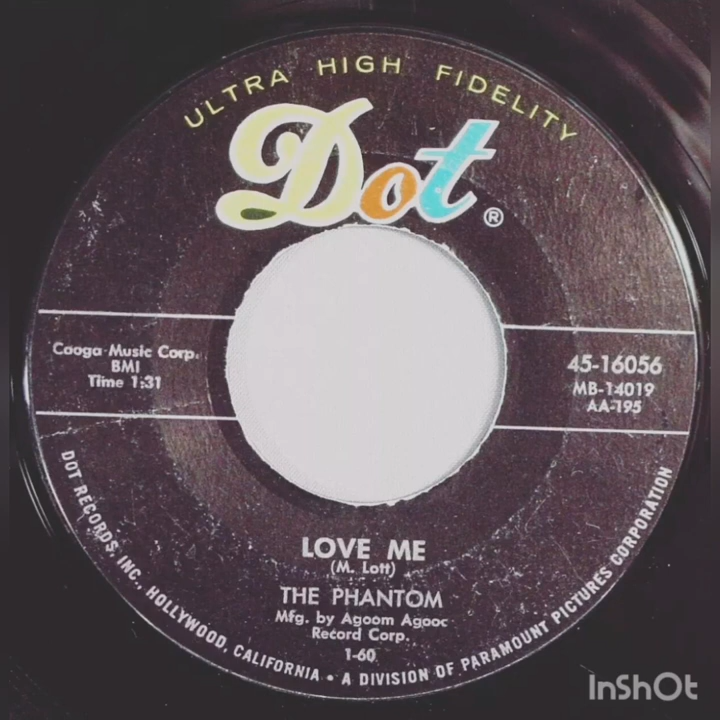 ULTRA HIGH FIDELITY
Dot®
Cooga Music Corp.
BMI
Time 1:31
45-16056
MB-14019
AA-195
LOVE ME
(M. Lott)
THE PHANTOM
Mfg. by Agoom Agooc
Record Corp.
1-60
DOT RECORDS, INC., HOLLYWOOD, CALIFORNIA • A DIVISION OF PARAMOUNT PICTURES CORPORATION
InShOt